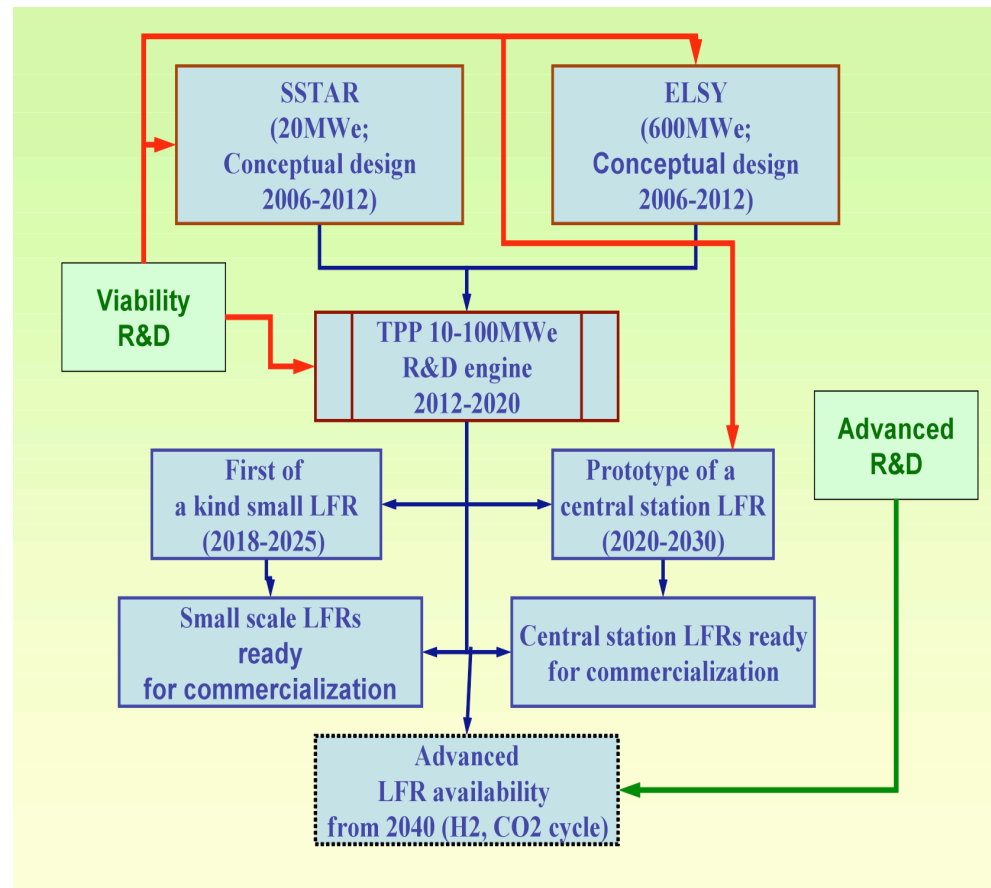 SSTAR
(20MWe;
Conceptual design
2006-2012)
ELSY
(600MWe;
Conceptual design
2006-2012)
Viability
R&D
TPP 10-100MWe
R&D engine
2012-2020
Advanced
R&D
First of
a kind small LFR
(2018-2025)
Prototype of a
central station LFR
(2020-2030)
Small scale LFRs
ready
for commercialization
Central station LFRs ready
for commercialization
Advanced
LFR availability
from 2040 (H2, CO2 cycle)